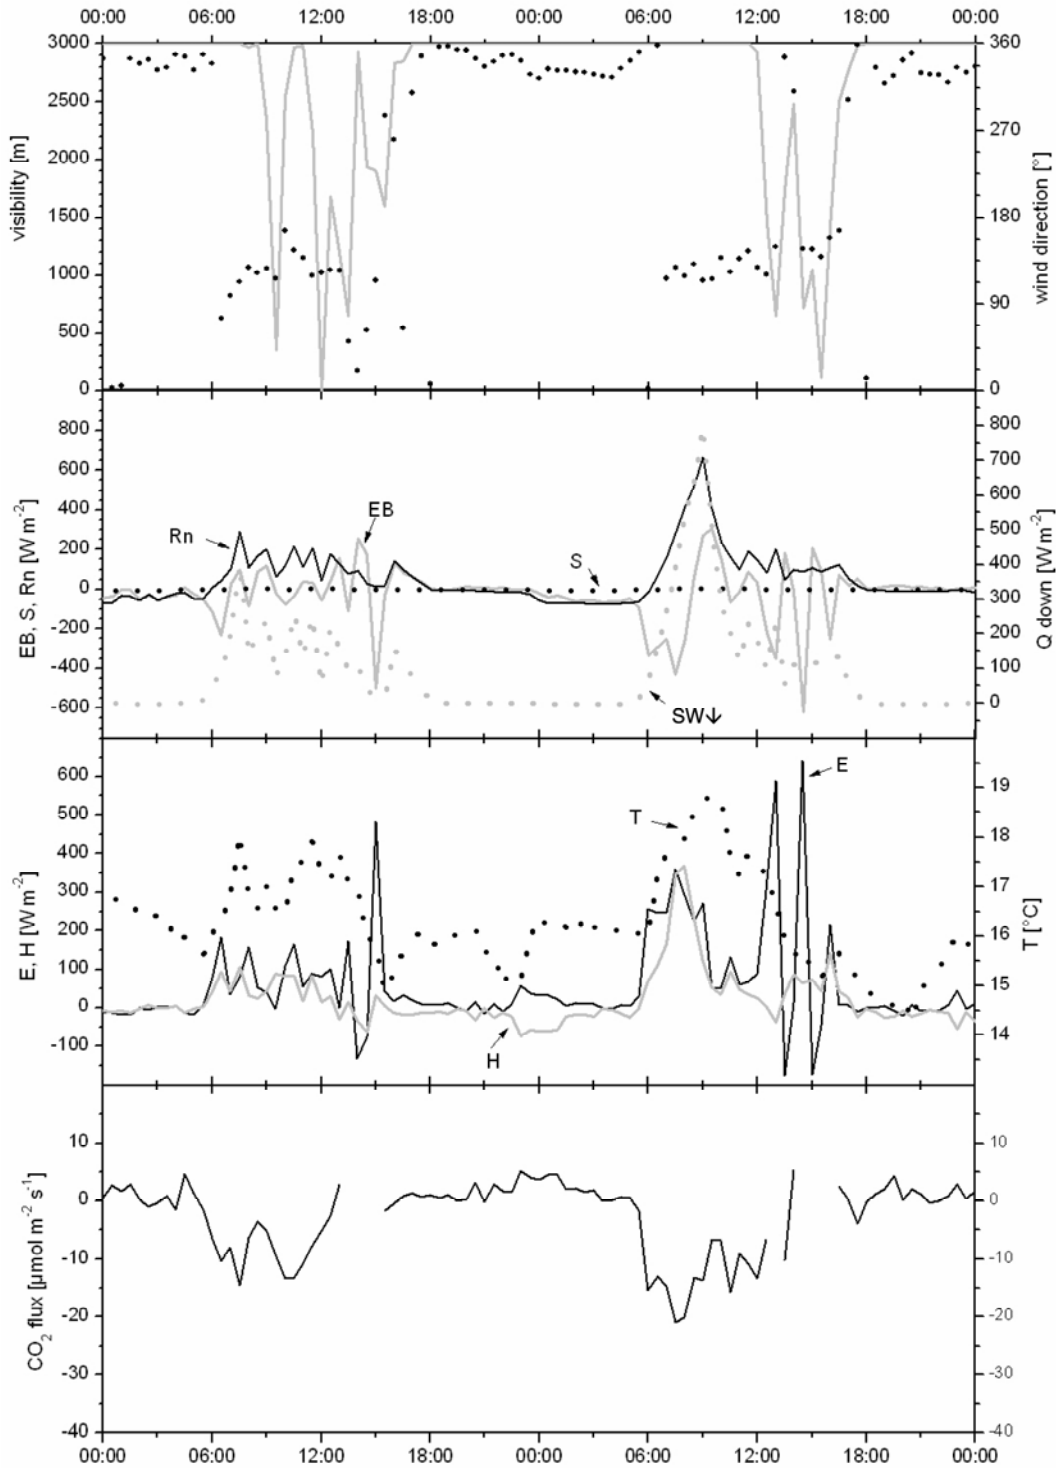 00:00 06:00 12:00 18:00 00:00 06:00 12:00 18:00 00:00
3000 360
2500
270
2000
visibility [m]
1500 180
wind direction [°]
1000
90
500
0 0
800 800
600 700
400 600
200 500
0 400
-200 300
-400 200
-600 100
0
EB, S, Rn [W m-2]
Q down [W m-2]
Rn
EB
S
SW↓
600 19
500 18
400 17
300 16
200 15
100 14
0
-100
E, H [W m-2]
T [°C]
T
E
H
10 10
0 0
-10 -10
-20 -20
-30 -30
-40 -40
CO2 flux [µmol m-2 s-1]
00:00 06:00 12:00 18:00 00:00 06:00 12:00 18:00 00:00